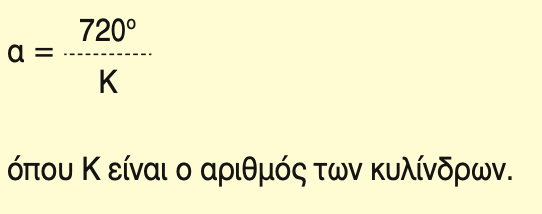 720°
α = ---------------
Κ
όπου Κ είναι ο αριθμός των κυλίνδρων.